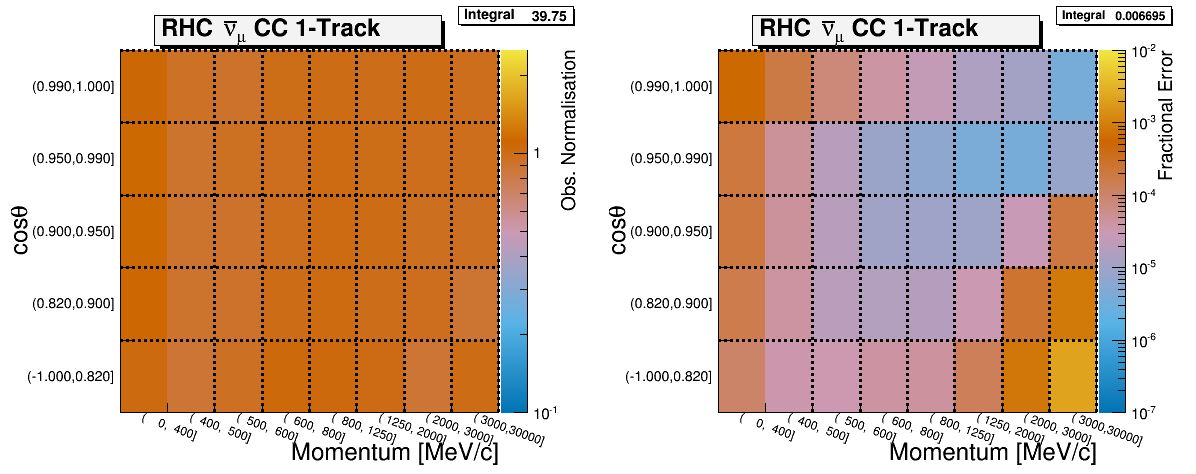 RHC ν̅μ CC 1-Track
Integral 39.75
(0.990,1.000]
(0.950,0.990]
(0.900,0.950]
(0.820,0.900]
(-1.000,0.820]
cosθ
( 0, 400]
( 400, 500]
( 500, 600]
( 600, 800]
( 800, 1250]
( 1250, 2000]
( 2000, 3000]
( 3000,30000]
Momentum [MeV/c]
1
10⁻¹
Obs. Normalisation
RHC ν̅μ CC 1-Track
Integral 0.006695
(0.990,1.000]
(0.950,0.990]
(0.900,0.950]
(0.820,0.900]
(-1.000,0.820]
cosθ
( 0, 400]
( 400, 500]
( 500, 600]
( 600, 800]
( 800, 1250]
( 1250, 2000]
( 2000, 3000]
( 3000,30000]
Momentum [MeV/c]
10⁻²
10⁻³
10⁻⁴
10⁻⁵
10⁻⁶
10⁻⁷
Fractional Error